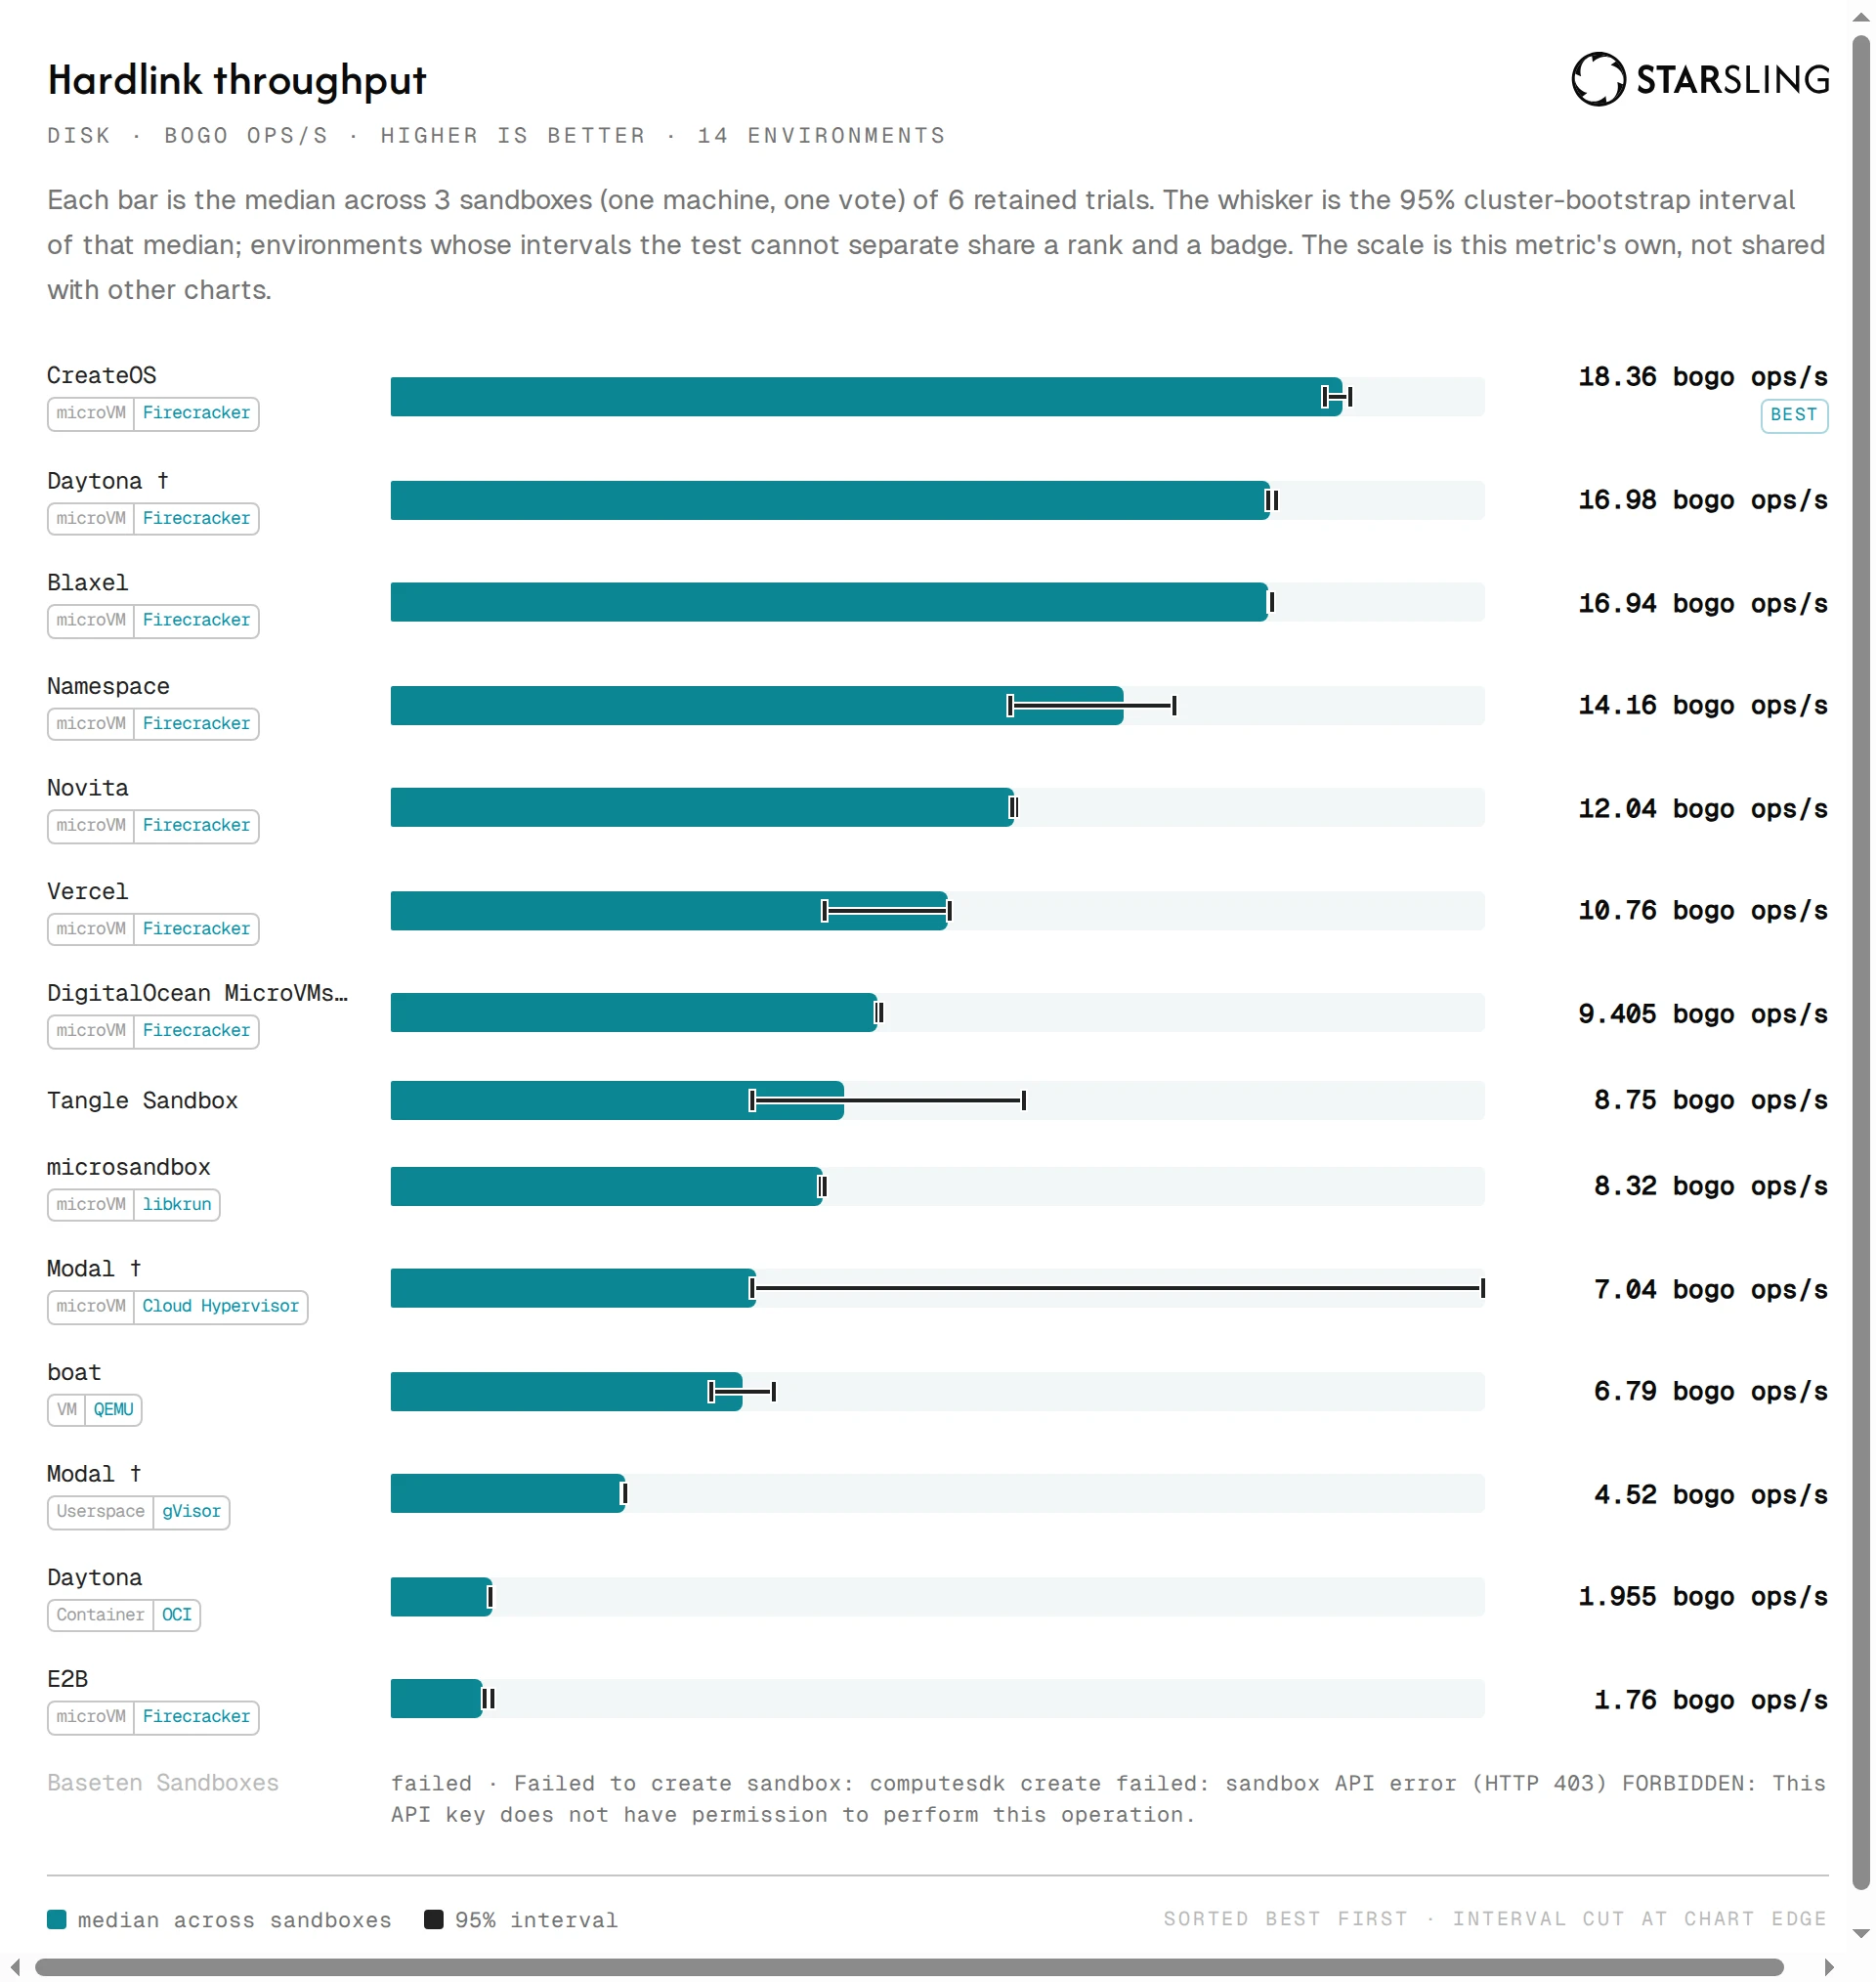 Hardlink throughput
STARSLING
DISK · BOGO OPS/S · HIGHER IS BETTER · 14 ENVIRONMENTS
Each bar is the median across 3 sandboxes (one machine, one vote) of 6 retained trials. The whisker is the 95% cluster-bootstrap interval
of that median; environments whose intervals the test cannot separate share a rank and a badge. The scale is this metric's own, not shared
with other charts.
CreateOS
microVM Firecracker
18.36 bogo ops/s
BEST
Daytona †
microVM Firecracker
16.98 bogo ops/s
Blaxel
microVM Firecracker
16.94 bogo ops/s
Namespace
microVM Firecracker
14.16 bogo ops/s
Novita
microVM Firecracker
12.04 bogo ops/s
Vercel
microVM Firecracker
10.76 bogo ops/s
DigitalOcean MicroVMs…
microVM Firecracker
9.405 bogo ops/s
Tangle Sandbox
8.75 bogo ops/s
microsandbox
microVM libkrun
8.32 bogo ops/s
Modal †
microVM Cloud Hypervisor
7.04 bogo ops/s
boat
VM QEMU
6.79 bogo ops/s
Modal †
Userspace gVisor
4.52 bogo ops/s
Daytona
Container OCI
1.955 bogo ops/s
E2B
microVM Firecracker
1.76 bogo ops/s
Baseten Sandboxes
failed · Failed to create sandbox: computesdk create failed: sandbox API error (HTTP 403) FORBIDDEN: This
API key does not have permission to perform this operation.
median across sandboxes
95% interval
SORTED BEST FIRST · INTERVAL CUT AT CHART EDGE